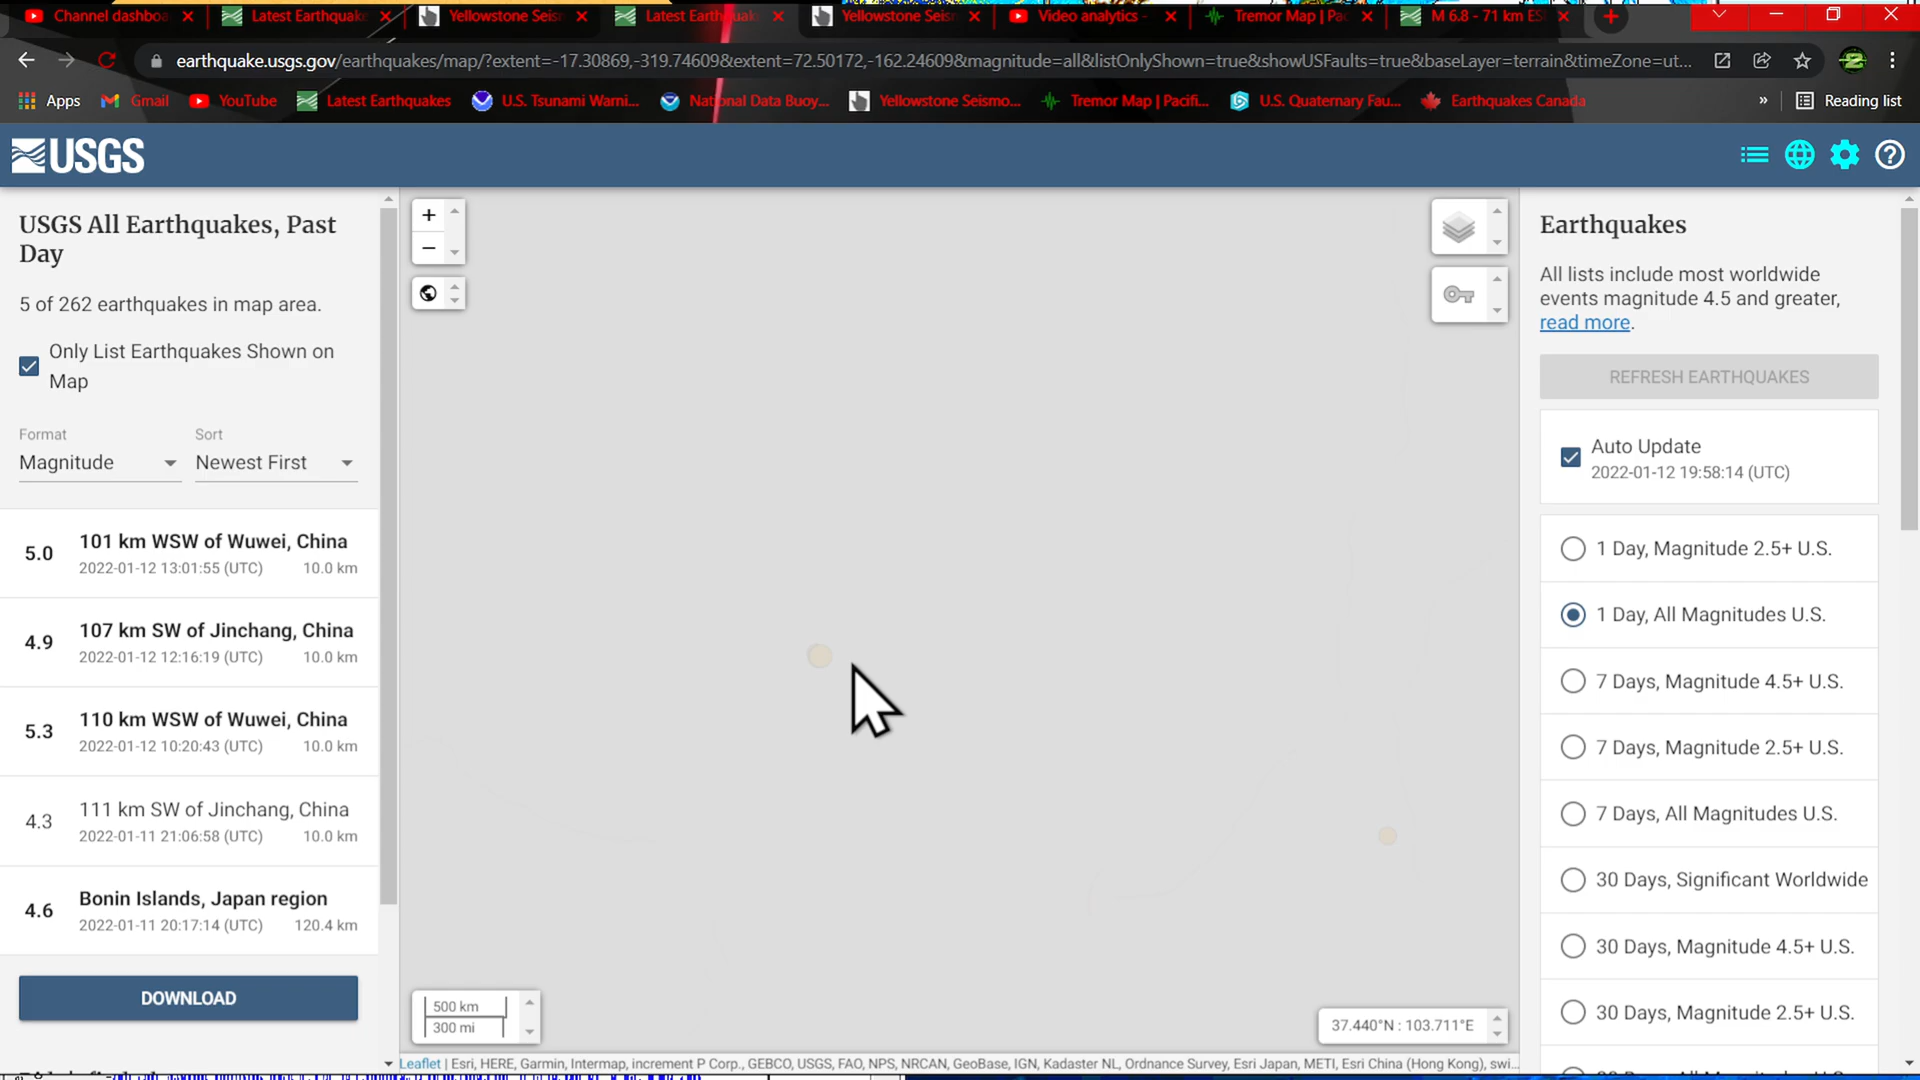 Channel dashboa
Latest Earthquake
Yellowstone Seis
Latest Earthquak
Yellowstone Seis
Video analytics -
Tremor Map | Pac
M 6.8 - 71 km ES
earthquake.usgs.gov/earthquakes/map/?extent=-17.30869,-319.74609&extent=72.50172,-162.24609&magnitude=all&listOnlyShown=true&showUSFaults=true&baseLayer=terrain&timeZone=ut...
Apps
Gmail
YouTube
Latest Earthquakes
U.S. Tsunami Warni...
National Data Buoy...
Yellowstone Seismo...
Tremor Map | Pacifi...
U.S. Quaternary Fau...
Earthquakes Canada
»
Reading list
USGS
USGS All Earthquakes, Past
Day
5 of 262 earthquakes in map area.
Only List Earthquakes Shown on
Map
Format
Sort
Magnitude
Newest First
5.0
101 km WSW of Wuwei, China
2022-01-12 13:01:55 (UTC)
10.0 km
4.9
107 km SW of Jinchang, China
2022-01-12 12:16:19 (UTC)
10.0 km
5.3
110 km WSW of Wuwei, China
2022-01-12 10:20:43 (UTC)
10.0 km
4.3
111 km SW of Jinchang, China
2022-01-11 21:06:58 (UTC)
10.0 km
4.6
Bonin Islands, Japan region
2022-01-11 20:17:14 (UTC)
120.4 km
DOWNLOAD
+
−
500 km
300 mi
37.440°N : 103.711°E
Leaflet | Esri, HERE, Garmin, Intermap, increment P Corp., GEBCO, USGS, FAO, NPS, NRCAN, GeoBase, IGN, Kadaster NL, Ordnance Survey, Esri Japan, METI, Esri China (Hong Kong), swi...
Earthquakes
All lists include most worldwide
events magnitude 4.5 and greater,
read more.
REFRESH EARTHQUAKES
Auto Update
2022-01-12 19:58:14 (UTC)
1 Day, Magnitude 2.5+ U.S.
1 Day, All Magnitudes U.S.
7 Days, Magnitude 4.5+ U.S.
7 Days, Magnitude 2.5+ U.S.
7 Days, All Magnitudes U.S.
30 Days, Significant Worldwide
30 Days, Magnitude 4.5+ U.S.
30 Days, Magnitude 2.5+ U.S.